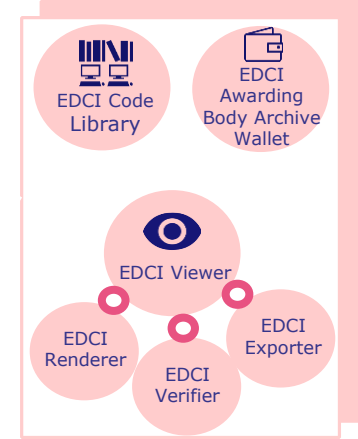 EDCI Code
Library
EDCI
Awarding
Body Archive
Wallet
EDCI Viewer
EDCI
Renderer
EDCI
Verifier
EDCI
Exporter